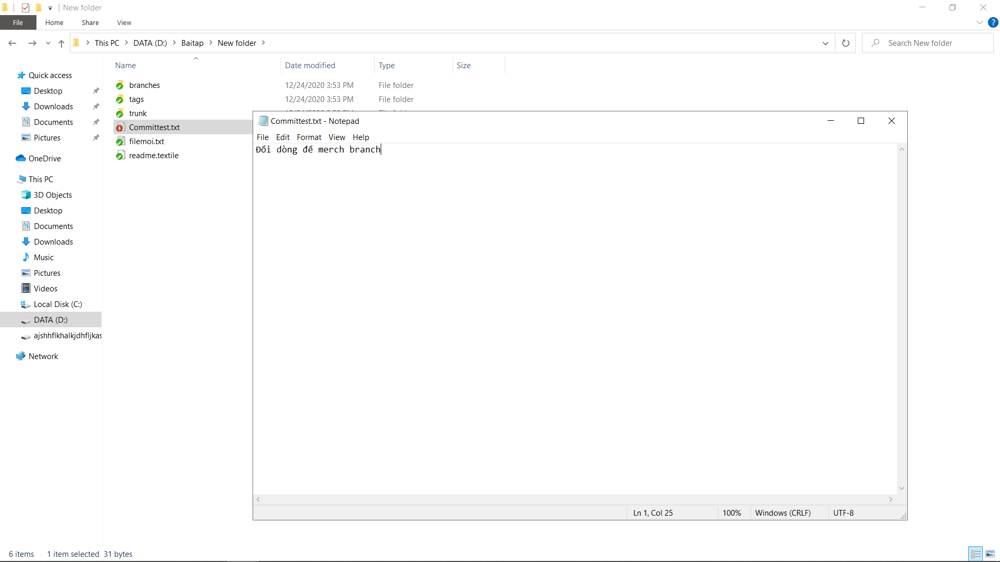 New folder
File Home Share View
This PC DATA (D:) Baitap New folder
Search New folder
Name Date modified Type Size
Quick access
Desktop
Downloads
Documents
Pictures
OneDrive
This PC
3D Objects
Desktop
Documents
Downloads
Music
Pictures
Videos
Local Disk (C:)
DATA (D:)
ajshhflkhalkjdhfljkas
Network
branches 12/24/2020 3:53 PM File folder
tags 12/24/2020 3:53 PM File folder
trunk
Committest.txt
filemoi.txt
readme.textile
Committest.txt - Notepad
File Edit Format View Help
Đổi dòng để merch branch
Ln 1, Col 25 100% Windows (CRLF) UTF-8
6 items 1 item selected 31 bytes